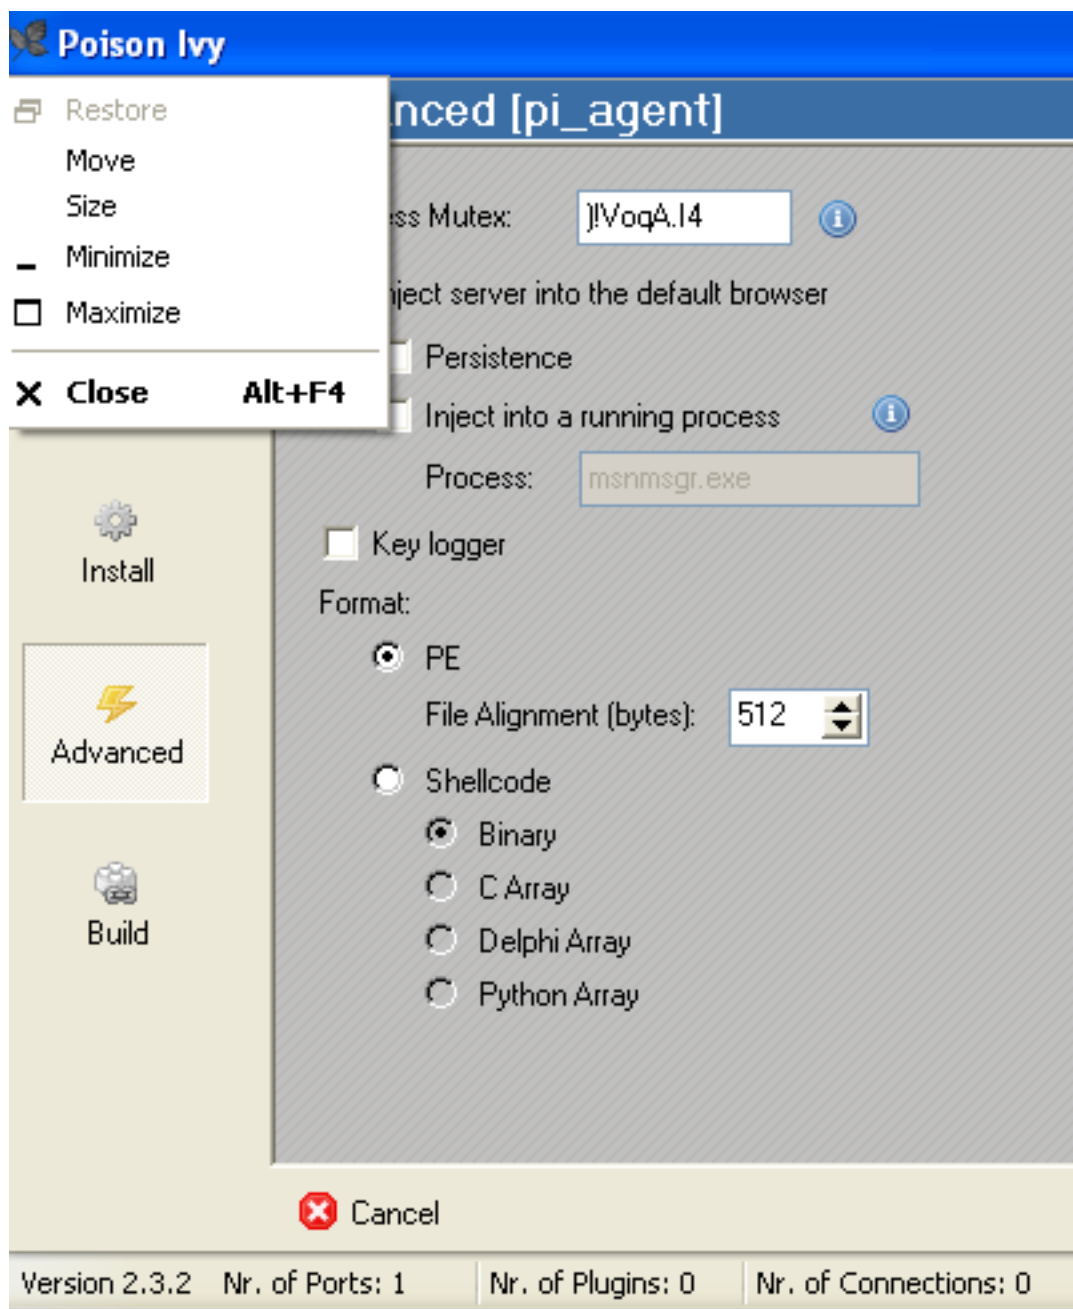 Poison Ivy
Restore
Move
Size
Minimize
Maximize
Close Alt+F4
nced [pi_agent]
ss Mutex: )!VoqA.I4
ject server into the default browser
Persistence
Inject into a running process
Process: msnmsgr.exe
Key logger
Format:
PE
File Alignment (bytes): 512
Shellcode
Binary
C Array
Delphi Array
Python Array
Install
Advanced
Build
Cancel
Version 2.3.2 Nr. of Ports: 1 Nr. of Plugins: 0 Nr. of Connections: 0